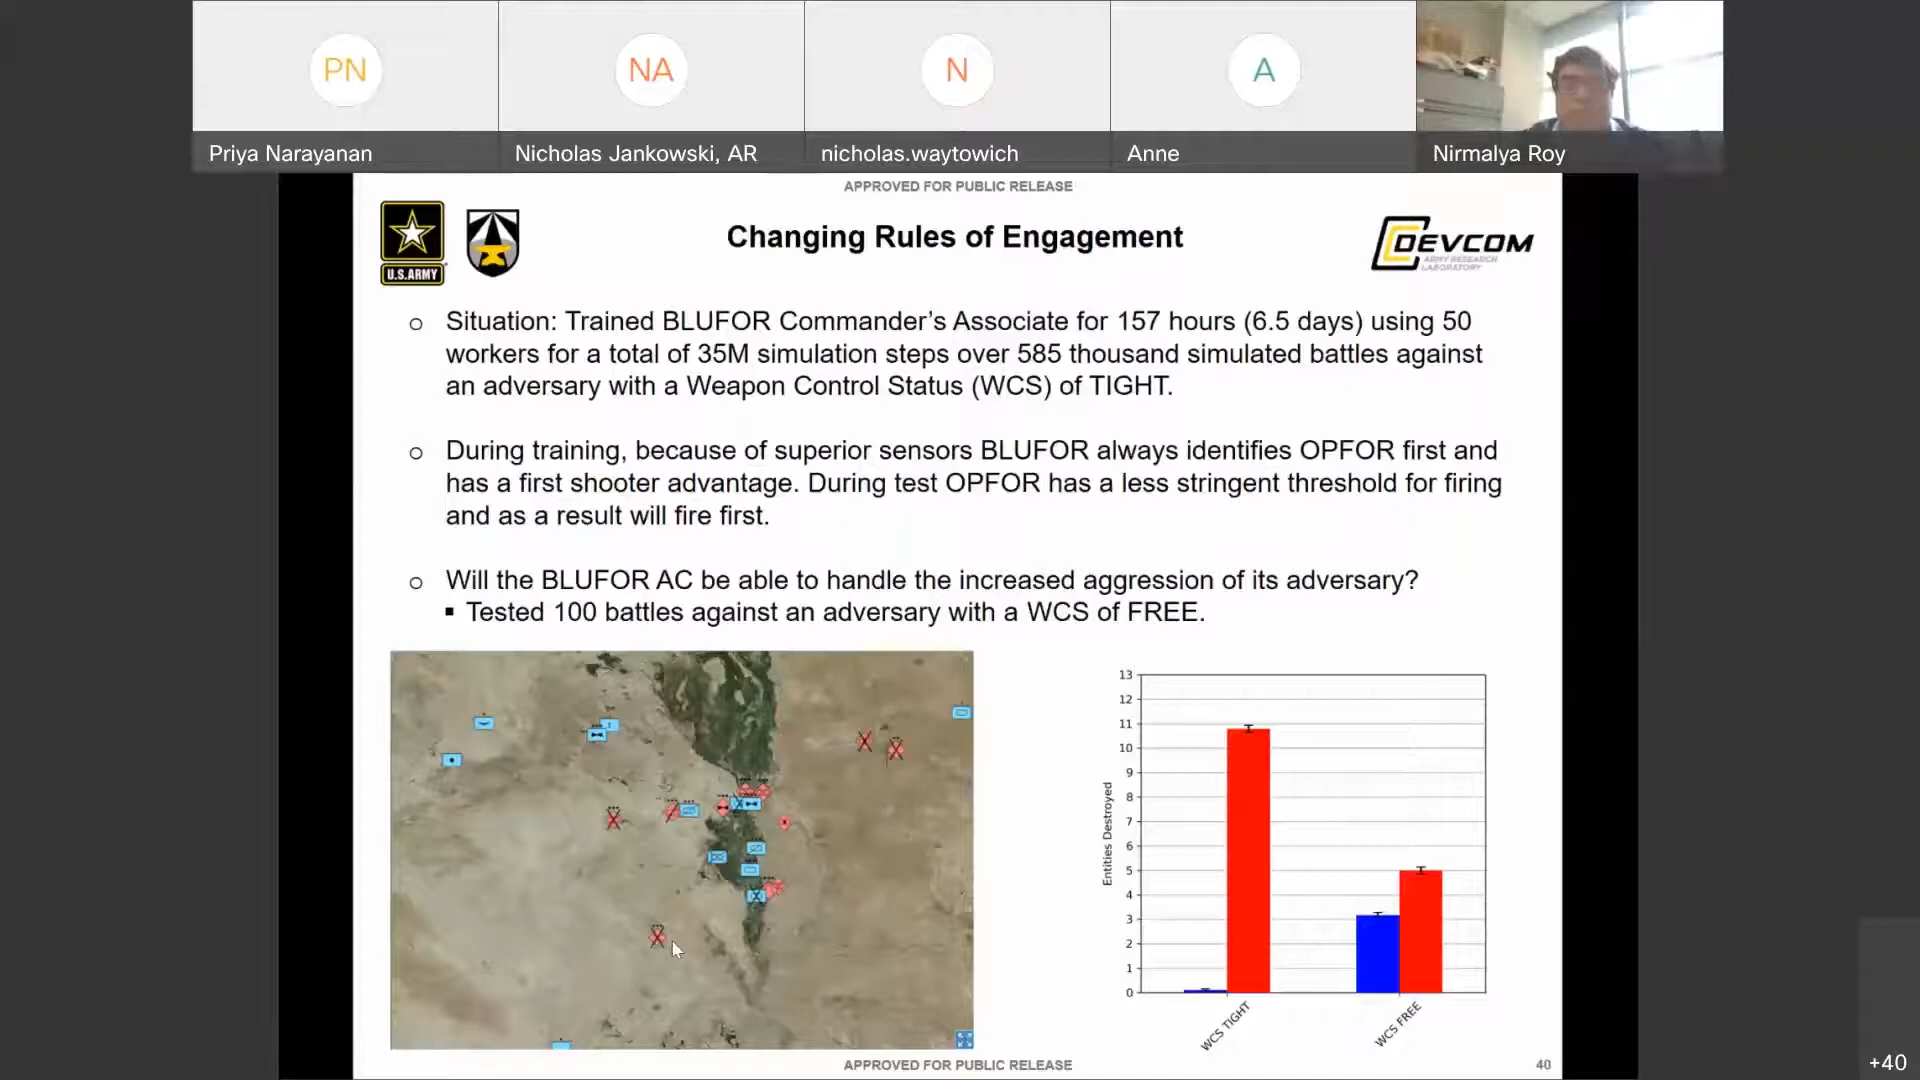 PN
NA
N
A
Priya Narayanan
Nicholas Jankowski, AR
nicholas.waytowich
Anne
Nirmalya Roy
APPROVED FOR PUBLIC RELEASE
U.S.ARMY
Changing Rules of Engagement
DEVCOM
ARMY RESEARCH
LABORATORY
o Situation: Trained BLUFOR Commander’s Associate for 157 hours (6.5 days) using 50
workers for a total of 35M simulation steps over 585 thousand simulated battles against
an adversary with a Weapon Control Status (WCS) of TIGHT.
o During training, because of superior sensors BLUFOR always identifies OPFOR first and
has a first shooter advantage. During test OPFOR has a less stringent threshold for firing
and as a result will fire first.
o Will the BLUFOR AC be able to handle the increased aggression of its adversary?
▪ Tested 100 battles against an adversary with a WCS of FREE.
13
12
11
10
9
8
7
6
5
4
3
2
1
0
Entities Destroyed
WCS TIGHT
WCS FREE
APPROVED FOR PUBLIC RELEASE
40
+40